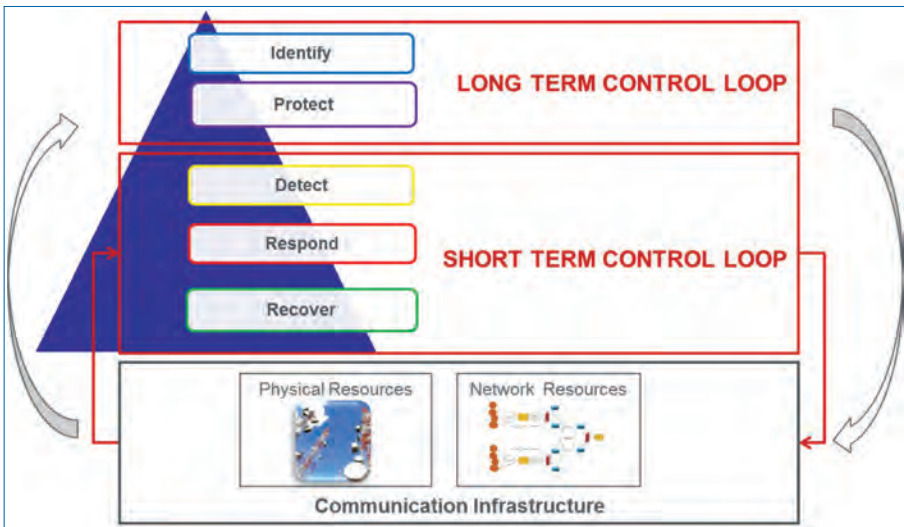 Identify
LONG TERM CONTROL LOOP
Protect
Detect
Respond
SHORT TERM CONTROL LOOP
Recover
Physical Resources
Network Resources
Communication Infrastructure